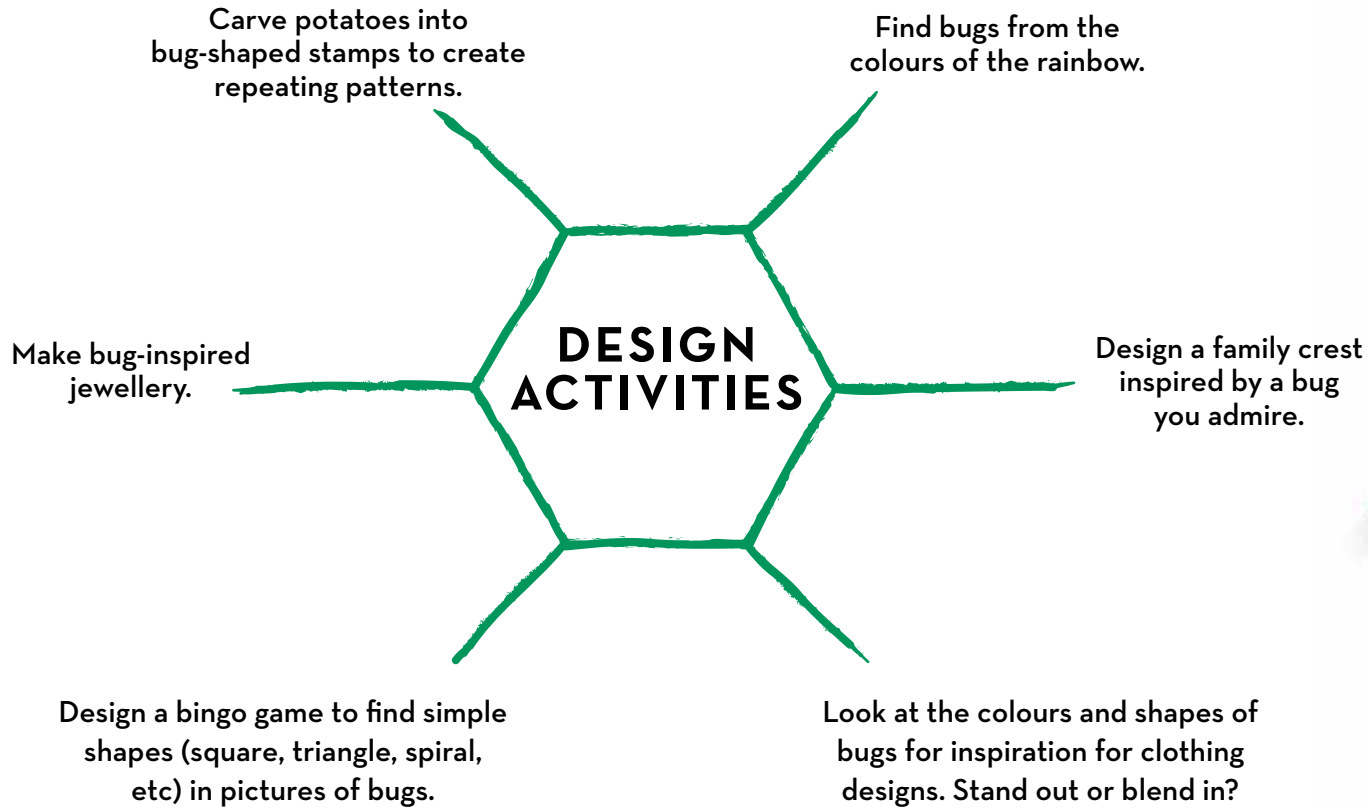 Carve potatoes into
bug-shaped stamps to create
repeating patterns.
Find bugs from the
colours of the rainbow.
Make bug-inspired
jewellery.
DESIGN
ACTIVITIES
Design a family crest
inspired by a bug
you admire.
Design a bingo game to find simple
shapes (square, triangle, spiral,
etc) in pictures of bugs.
Look at the colours and shapes of
bugs for inspiration for clothing
designs. Stand out or blend in?